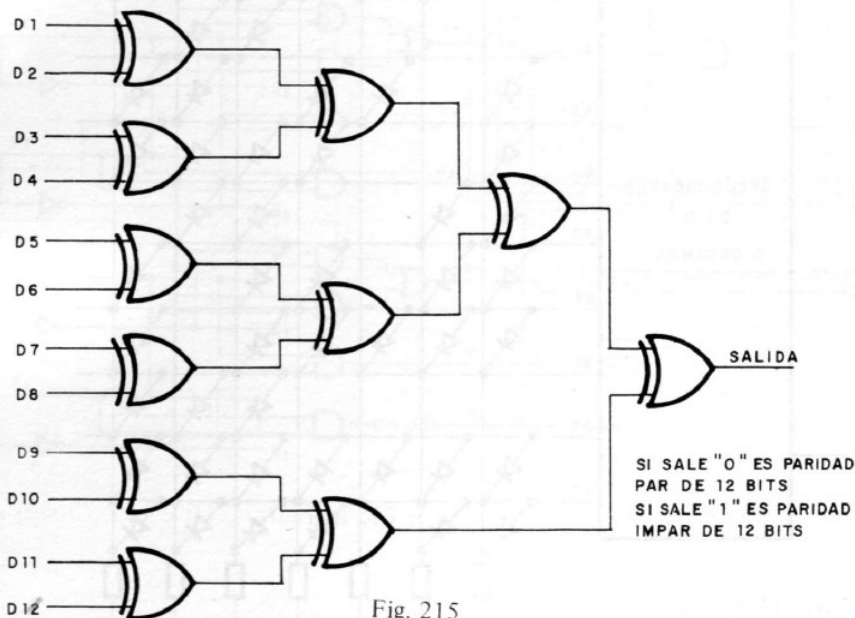 D1
D2
D3
D4
D5
D6
D7
D8
D9
D10
D11
D12
SALIDA
SI SALE "0" ES PARIDAD
PAR DE 12 BITS
SI SALE "1" ES PARIDAD
IMPAR DE 12 BITS
Fig. 215